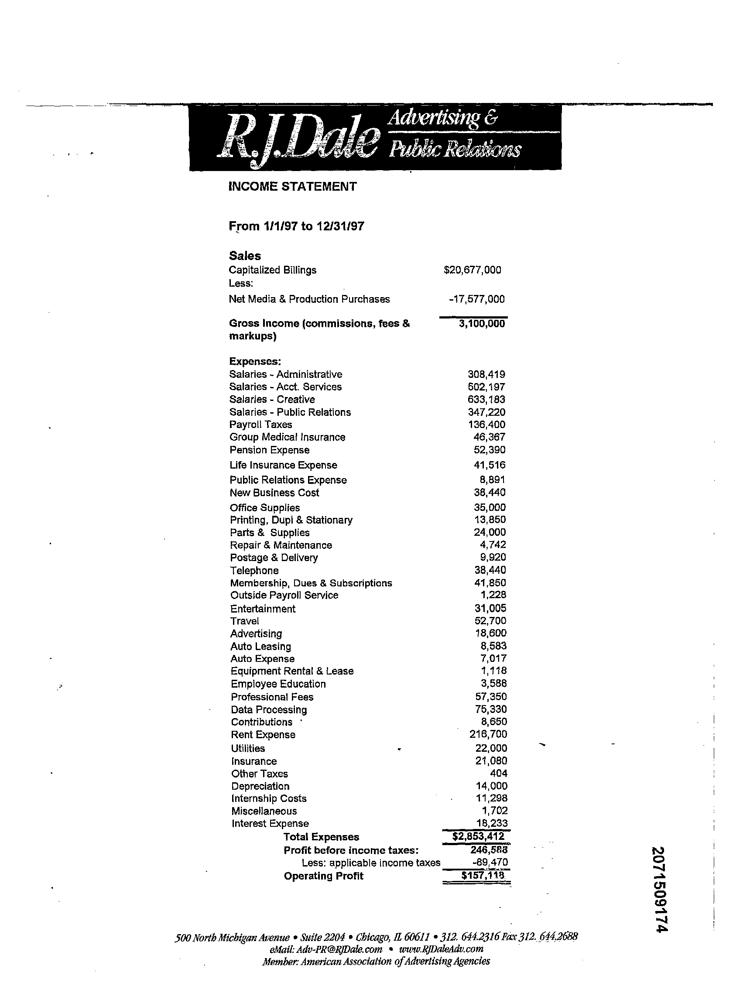 R.J.Dale Advertising &
Public Relations
INCOME STATEMENT
From 1/1/97 to 12/31/97
Sales
Capitalized Billings $20,677,000
Less:
Net Media & Production Purchases -17,577,000
Gross Income (commissions, fees & 3,100,000
markups)
Expenses:
Salaries - Administrative 308,419
Salaries - Acct. Services 502,197
Salaries - Creative 633,183
Salaries - Public Relations 347,220
Payroll Taxes 136,400
Group Medical Insurance 46,367
Pension Expense 52,390
Life Insurance Expense 41,516
Public Relations Expense 8,891
New Business Cost 38,440
Office Supplies 35,000
Printing, Dupl & Stationary 13,850
Parts & Supplies 24,000
Repair & Maintenance 4,742
Postage & Delivery 9,920
Telephone 38,440
Membership, Dues & Subscriptions 41,850
Outside Payroll Service 1,228
Entertainment 31,005
Travel 52,700
Advertising 18,600
Auto Leasing 8,583
Auto Expense 7,017
Equipment Rental & Lease 1,118
Employee Education 3,588
Professional Fees 57,350
Data Processing 75,330
Contributions 8,650
Rent Expense 216,700
Utilities 22,000
Insurance 21,080
Other Taxes 404
Depreciation 14,000
Internship Costs 11,298
Miscellaneous 1,702
Interest Expense 18,233
Total Expenses $2,853,412
Profit before income taxes: 246,588
Less: applicable income taxes -89,470
Operating Profit $157,118
2071509174
500 North Michigan Avenue • Suite 2204 • Chicago, IL 60611 • 312. 644.2316 Fax 312. 644.2688
eMail: Adv-PR@RJDale.com • www.RJDaleAdv.com
Member: American Association of Advertising Agencies